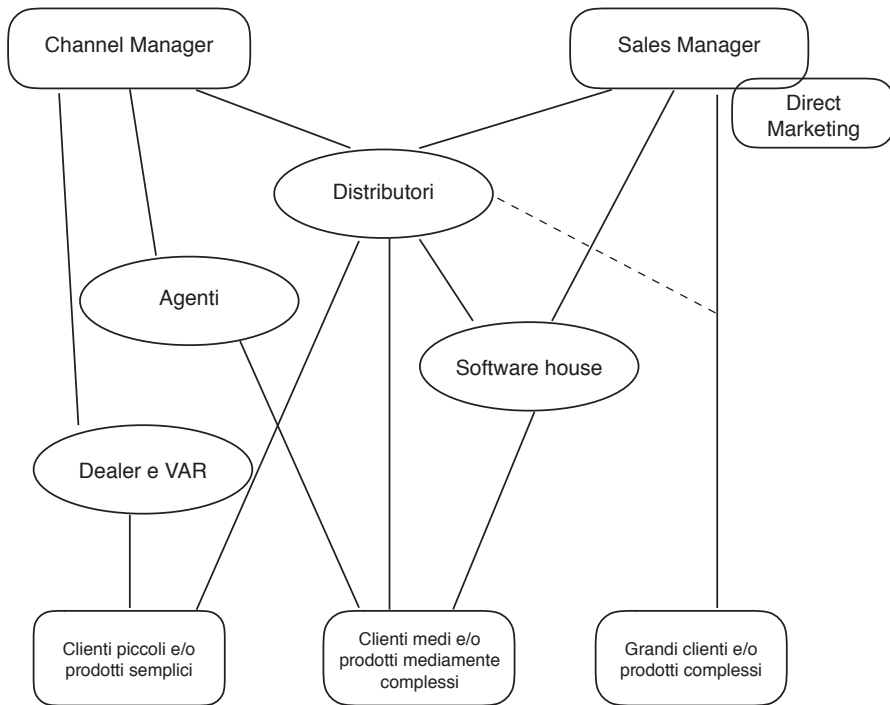 Channel Manager
Sales Manager
Direct
Marketing
Distributori
Agenti
Software house
Dealer e VAR
Clienti piccoli e/o
prodotti semplici
Clienti medi e/o
prodotti mediamente
complessi
Grandi clienti e/o
prodotti complessi